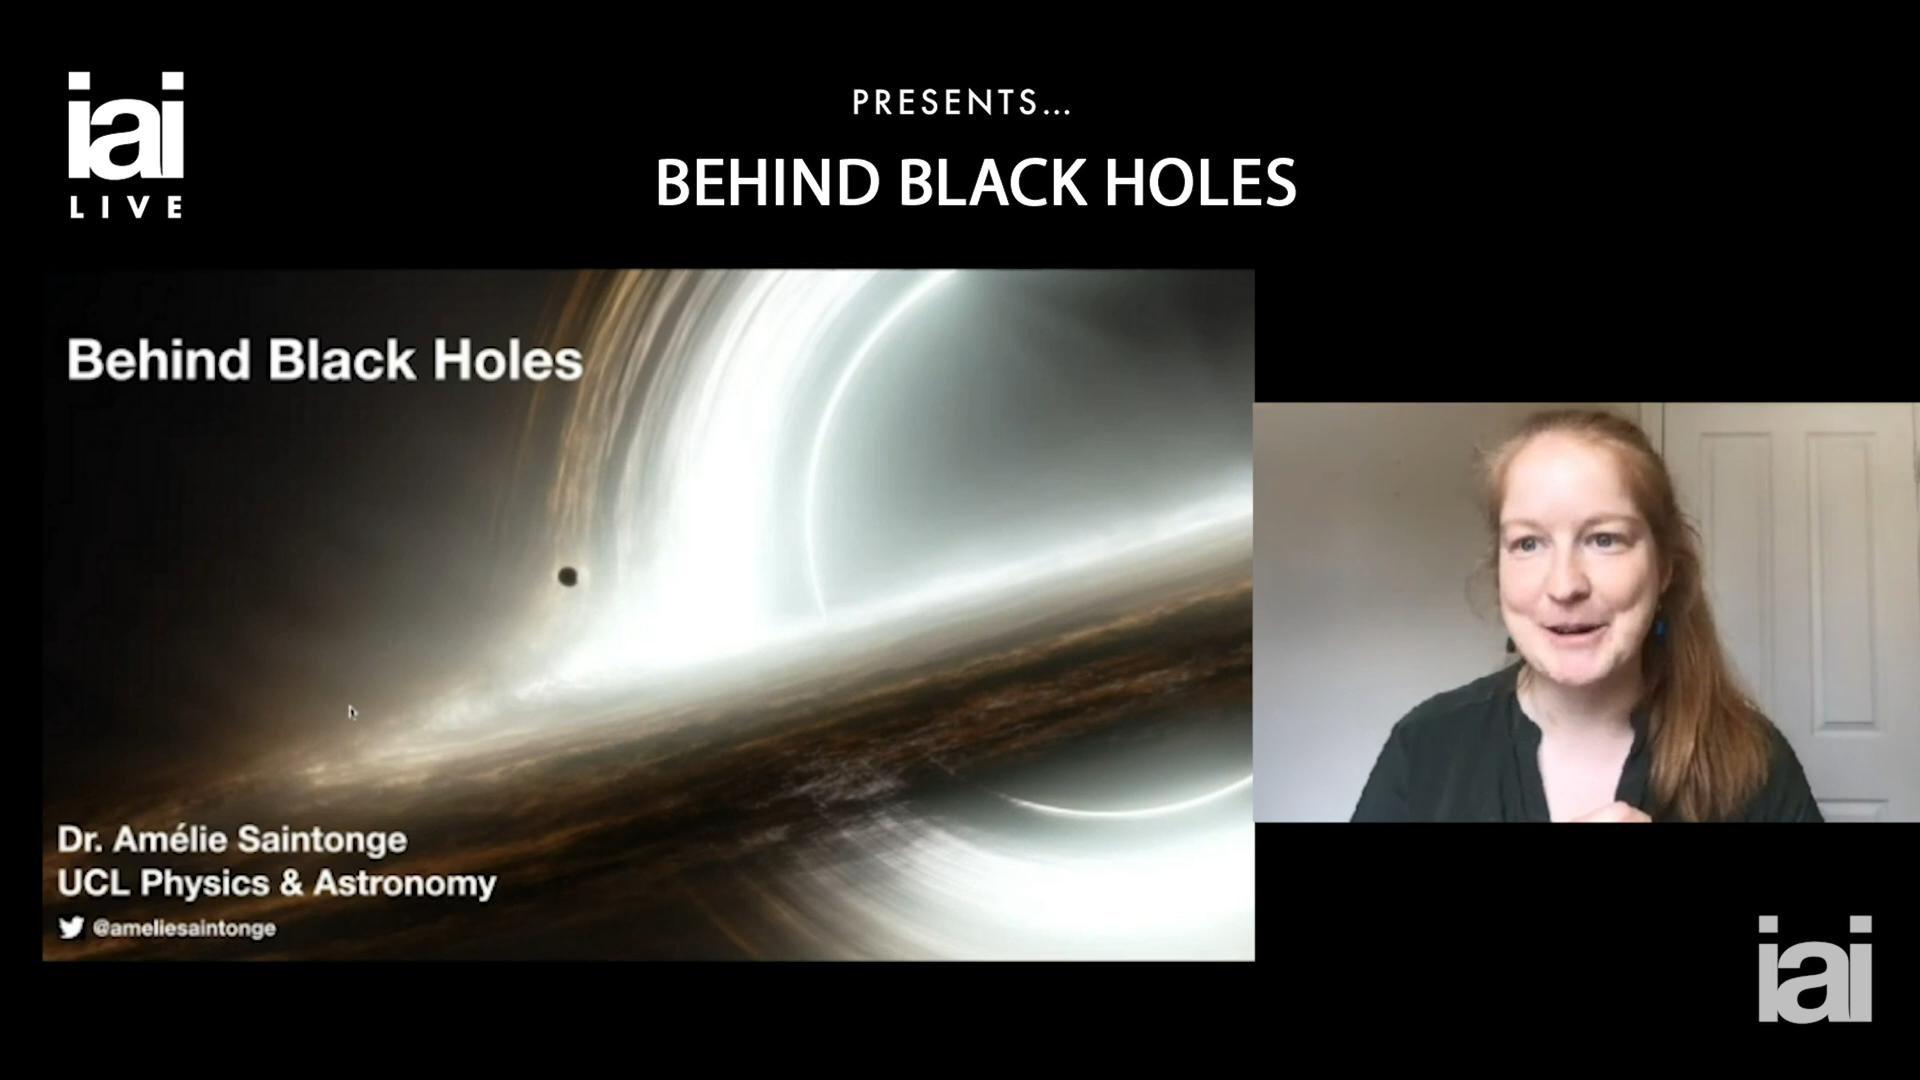 iai
LIVE
PRESENTS...
BEHIND BLACK HOLES
Behind Black Holes
Dr. Amélie Saintonge
UCL Physics & Astronomy
@ameliesaintonge
iai